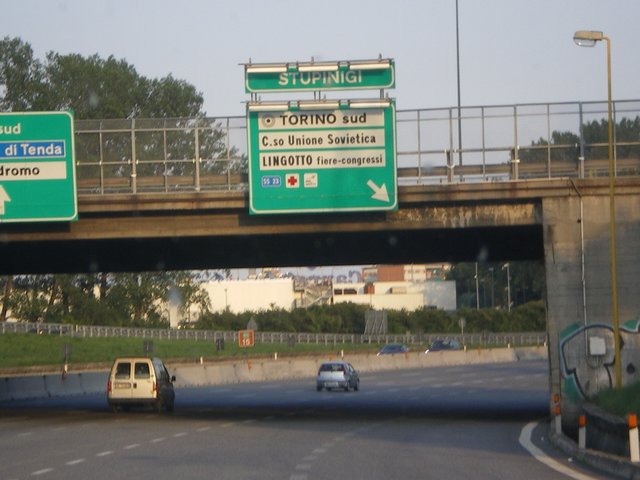 sud
di Tenda
dromo
STUPINIGI
TORINO sud
C.so Unione Sovietica
LINGOTTO fiere-congressi
SS 23